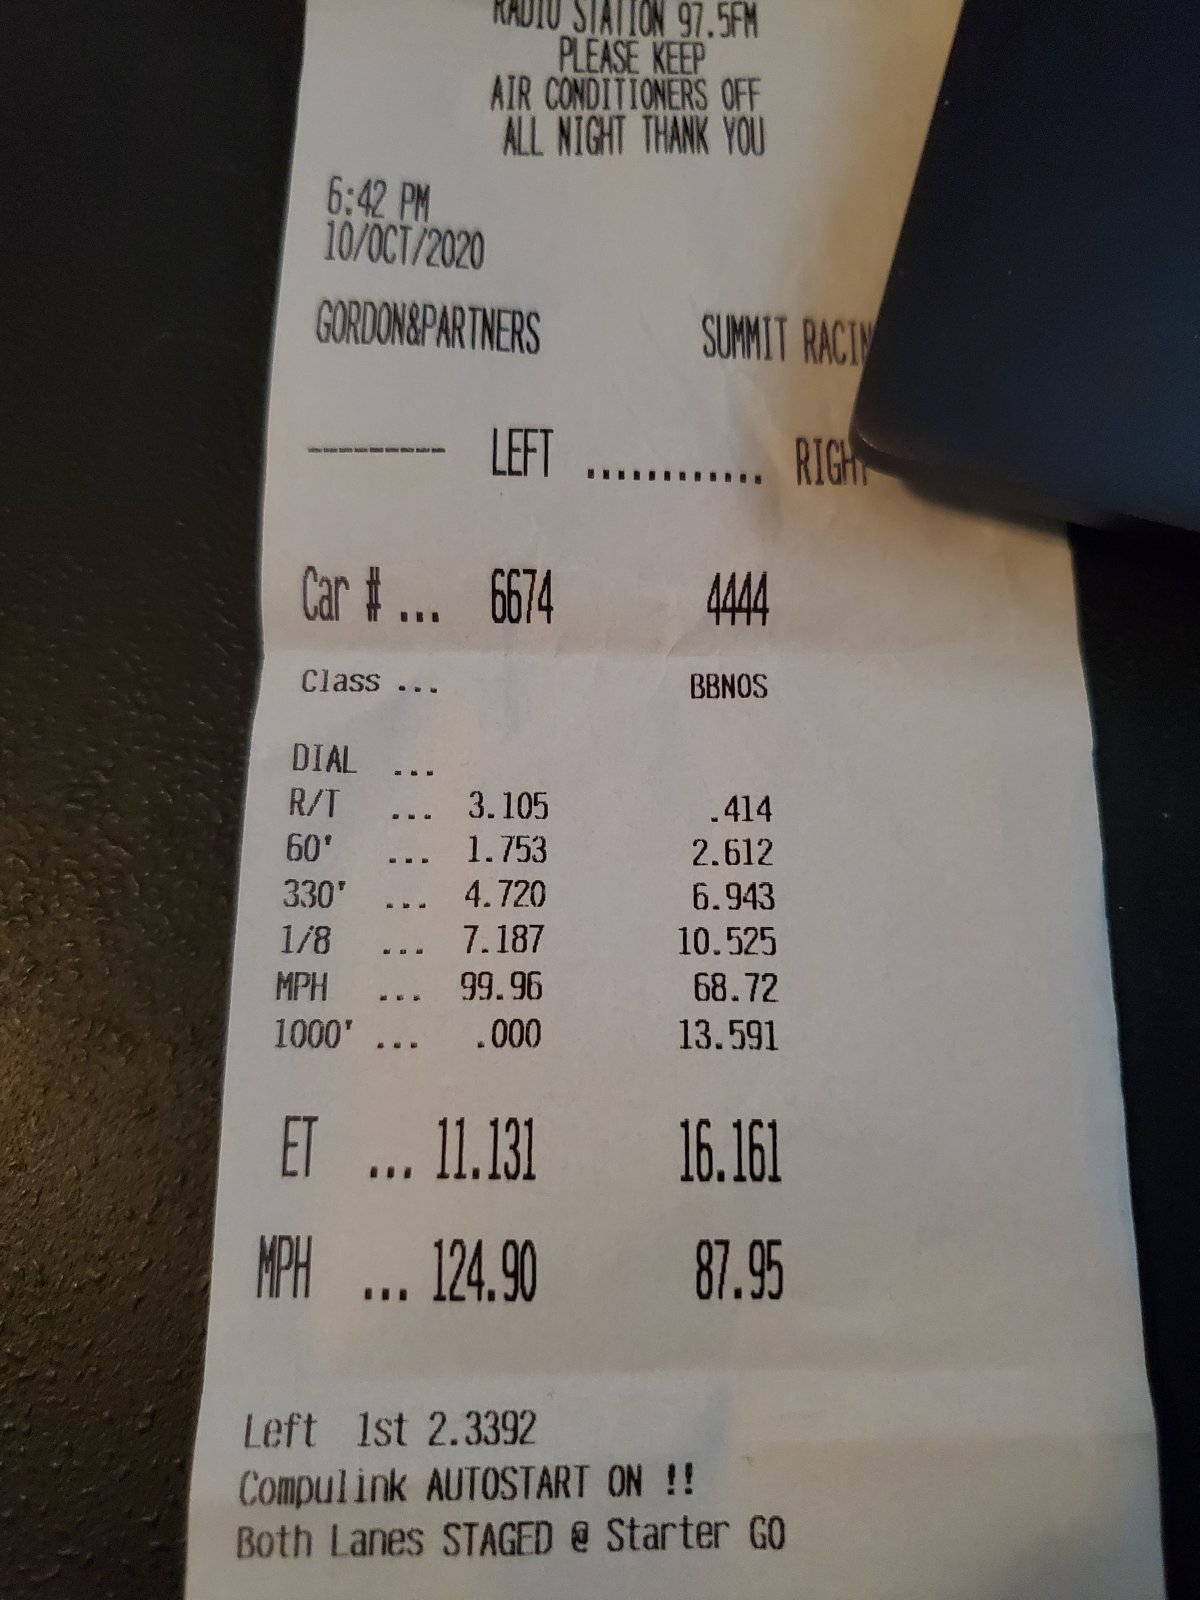 RADIO STATION 97.5FM
PLEASE KEEP
AIR CONDITIONERS OFF
ALL NIGHT THANK YOU
6:42 PM
10/OCT/2020
GORDON&PARTNERS SUMMIT RACIN
--------- LEFT ............ RIGHT
Car # ... 6674 4444
Class ... BBNOS
DIAL ...
R/T ... 3.105 .414
60' ... 1.753 2.612
330' ... 4.720 6.943
1/8 ... 7.187 10.525
MPH ... 99.96 68.72
1000' ... .000 13.591
ET ... 11.131 16.161
MPH ... 124.90 87.95
Left 1st 2.3392
Compulink AUTOSTART ON !!
Both Lanes STAGED @ Starter GO